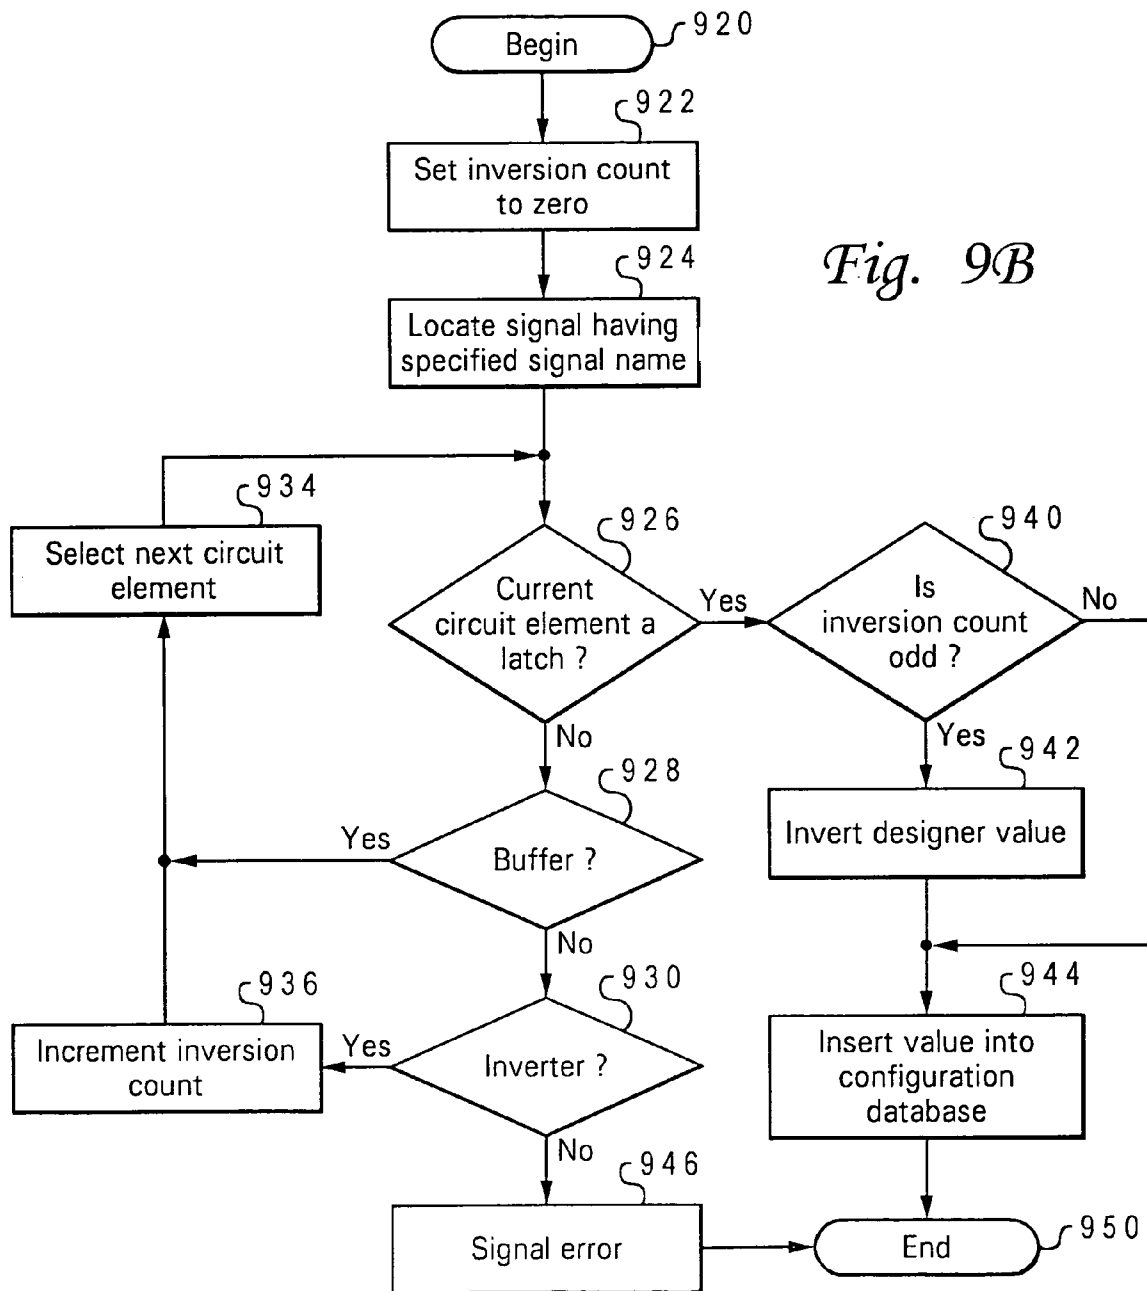 Begin
920
922
Set inversion count
to zero
924
Fig. 9B
Locate signal having
specified signal name
934
Select next circuit
element
926
Current
circuit element a
latch ?
Yes
940
Is
inversion count
odd ?
No
No
Yes
928
Buffer ?
Yes
942
Invert designer value
No
930
Inverter ?
Yes
936
Increment inversion
count
944
Insert value into
configuration
database
No
946
Signal error
End
950